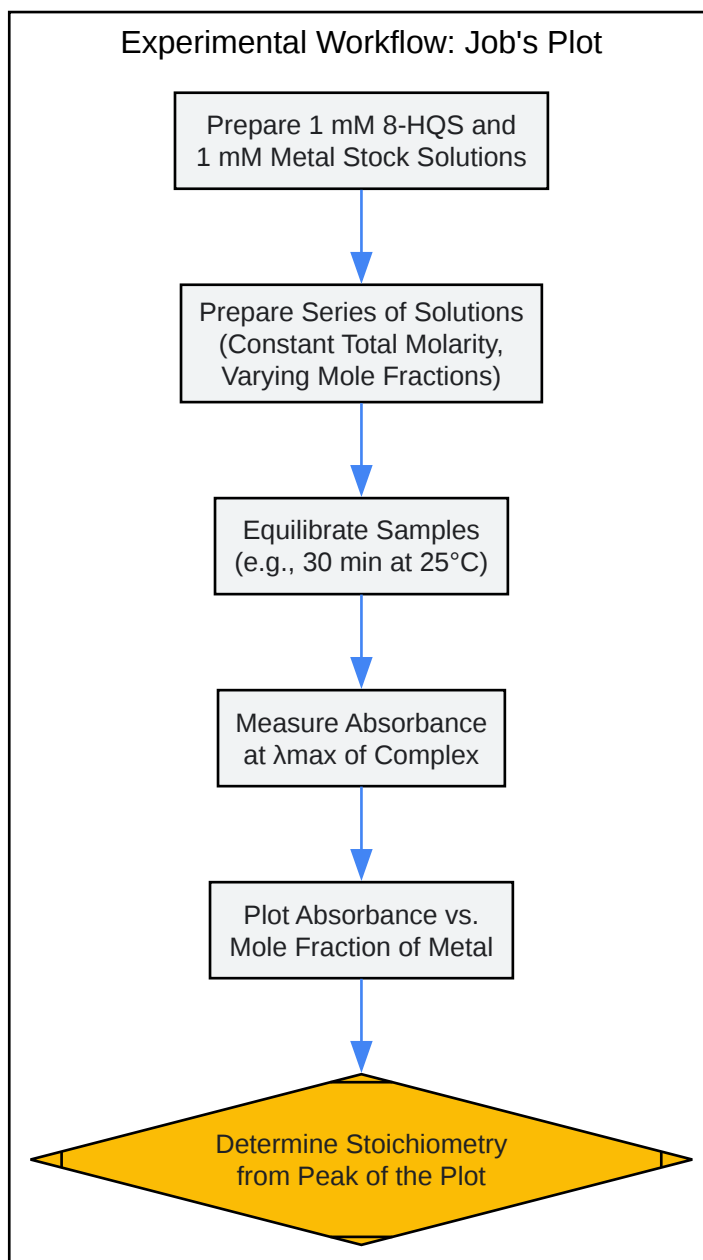 Experimental Workflow: Job's Plot
Prepare 1 mM 8-HQS and
1 mM Metal Stock Solutions
Prepare Series of Solutions
(Constant Total Molarity,
Varying Mole Fractions)
Equilibrate Samples
(e.g., 30 min at 25°C)
Measure Absorbance
at λmax of Complex
Plot Absorbance vs.
Mole Fraction of Metal
Determine Stoichiometry
from Peak of the Plot